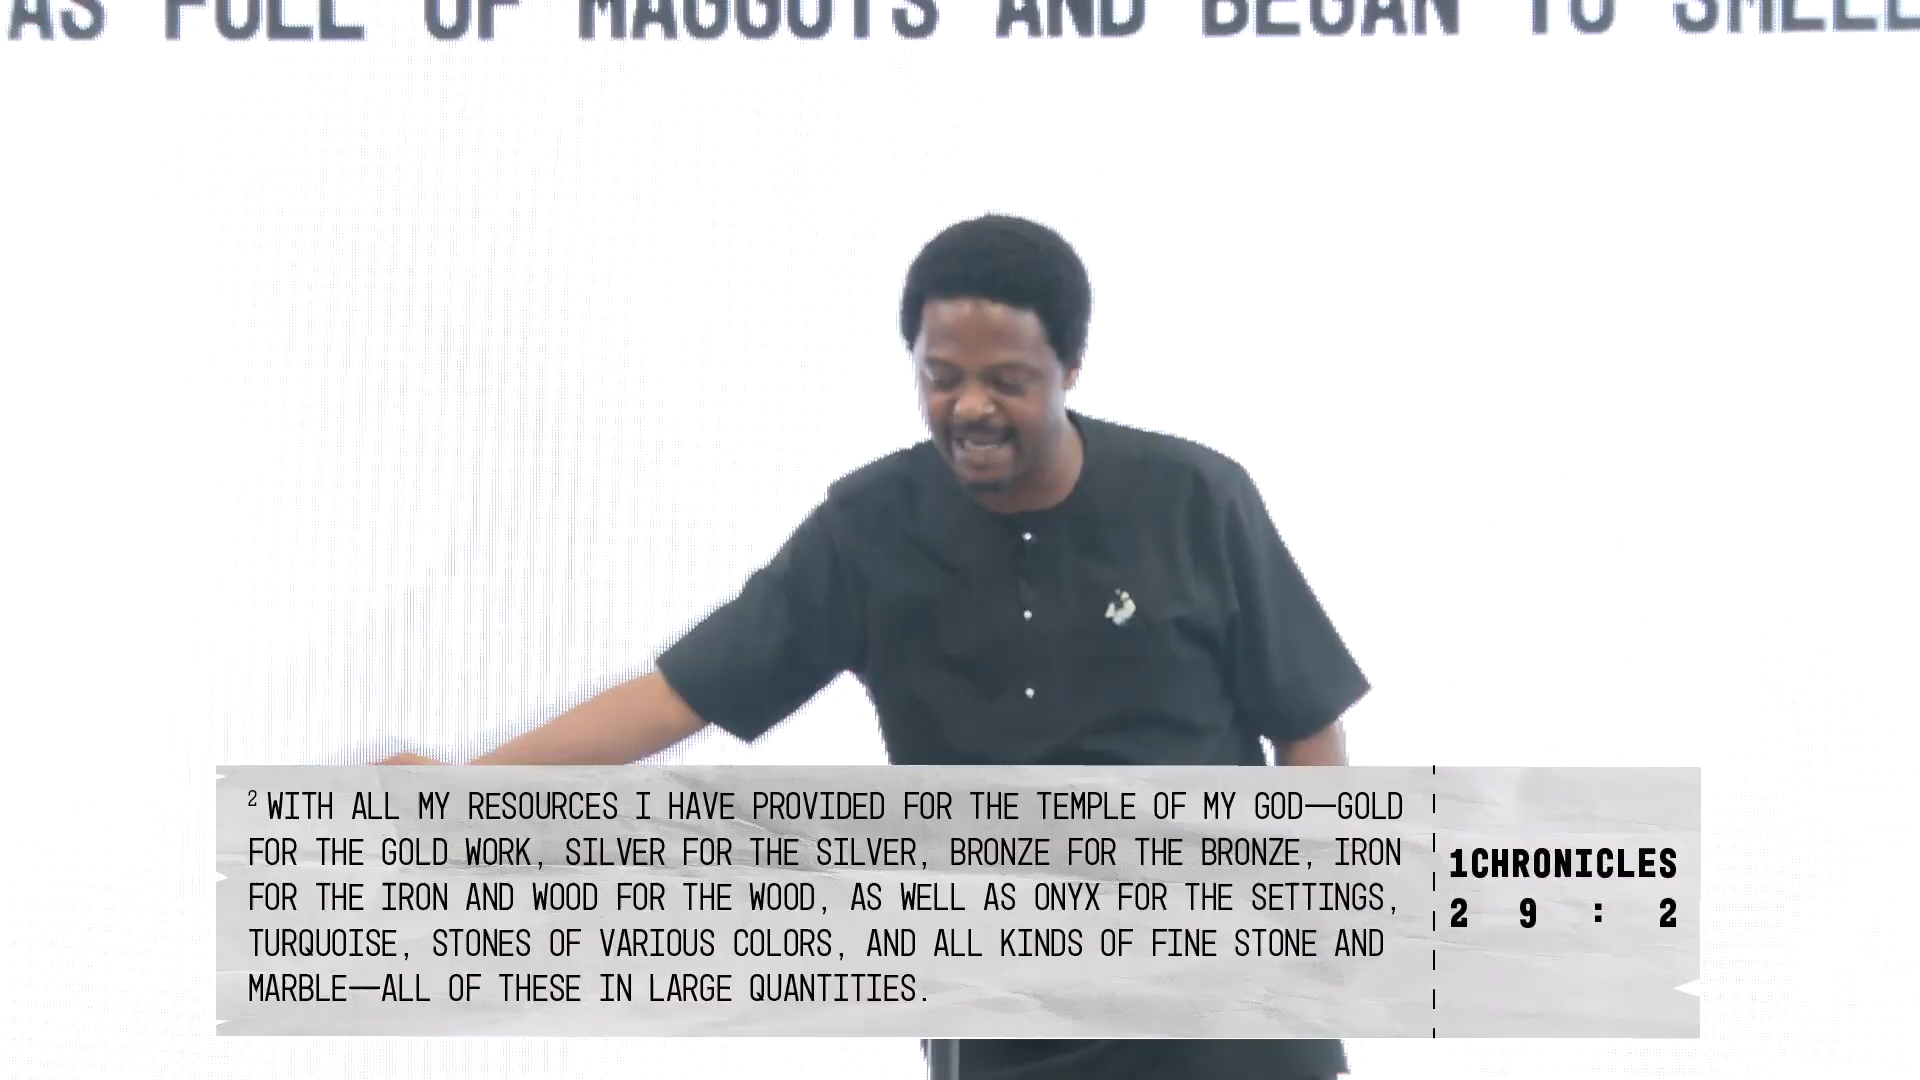 AS FULL OF MAGGOTS AND BEGAN TO SMELL
2 WITH ALL MY RESOURCES I HAVE PROVIDED FOR THE TEMPLE OF MY GOD—GOLD
FOR THE GOLD WORK, SILVER FOR THE SILVER, BRONZE FOR THE BRONZE, IRON
FOR THE IRON AND WOOD FOR THE WOOD, AS WELL AS ONYX FOR THE SETTINGS,
TURQUOISE, STONES OF VARIOUS COLORS, AND ALL KINDS OF FINE STONE AND
MARBLE—ALL OF THESE IN LARGE QUANTITIES.
1CHRONICLES
2 9 : 2